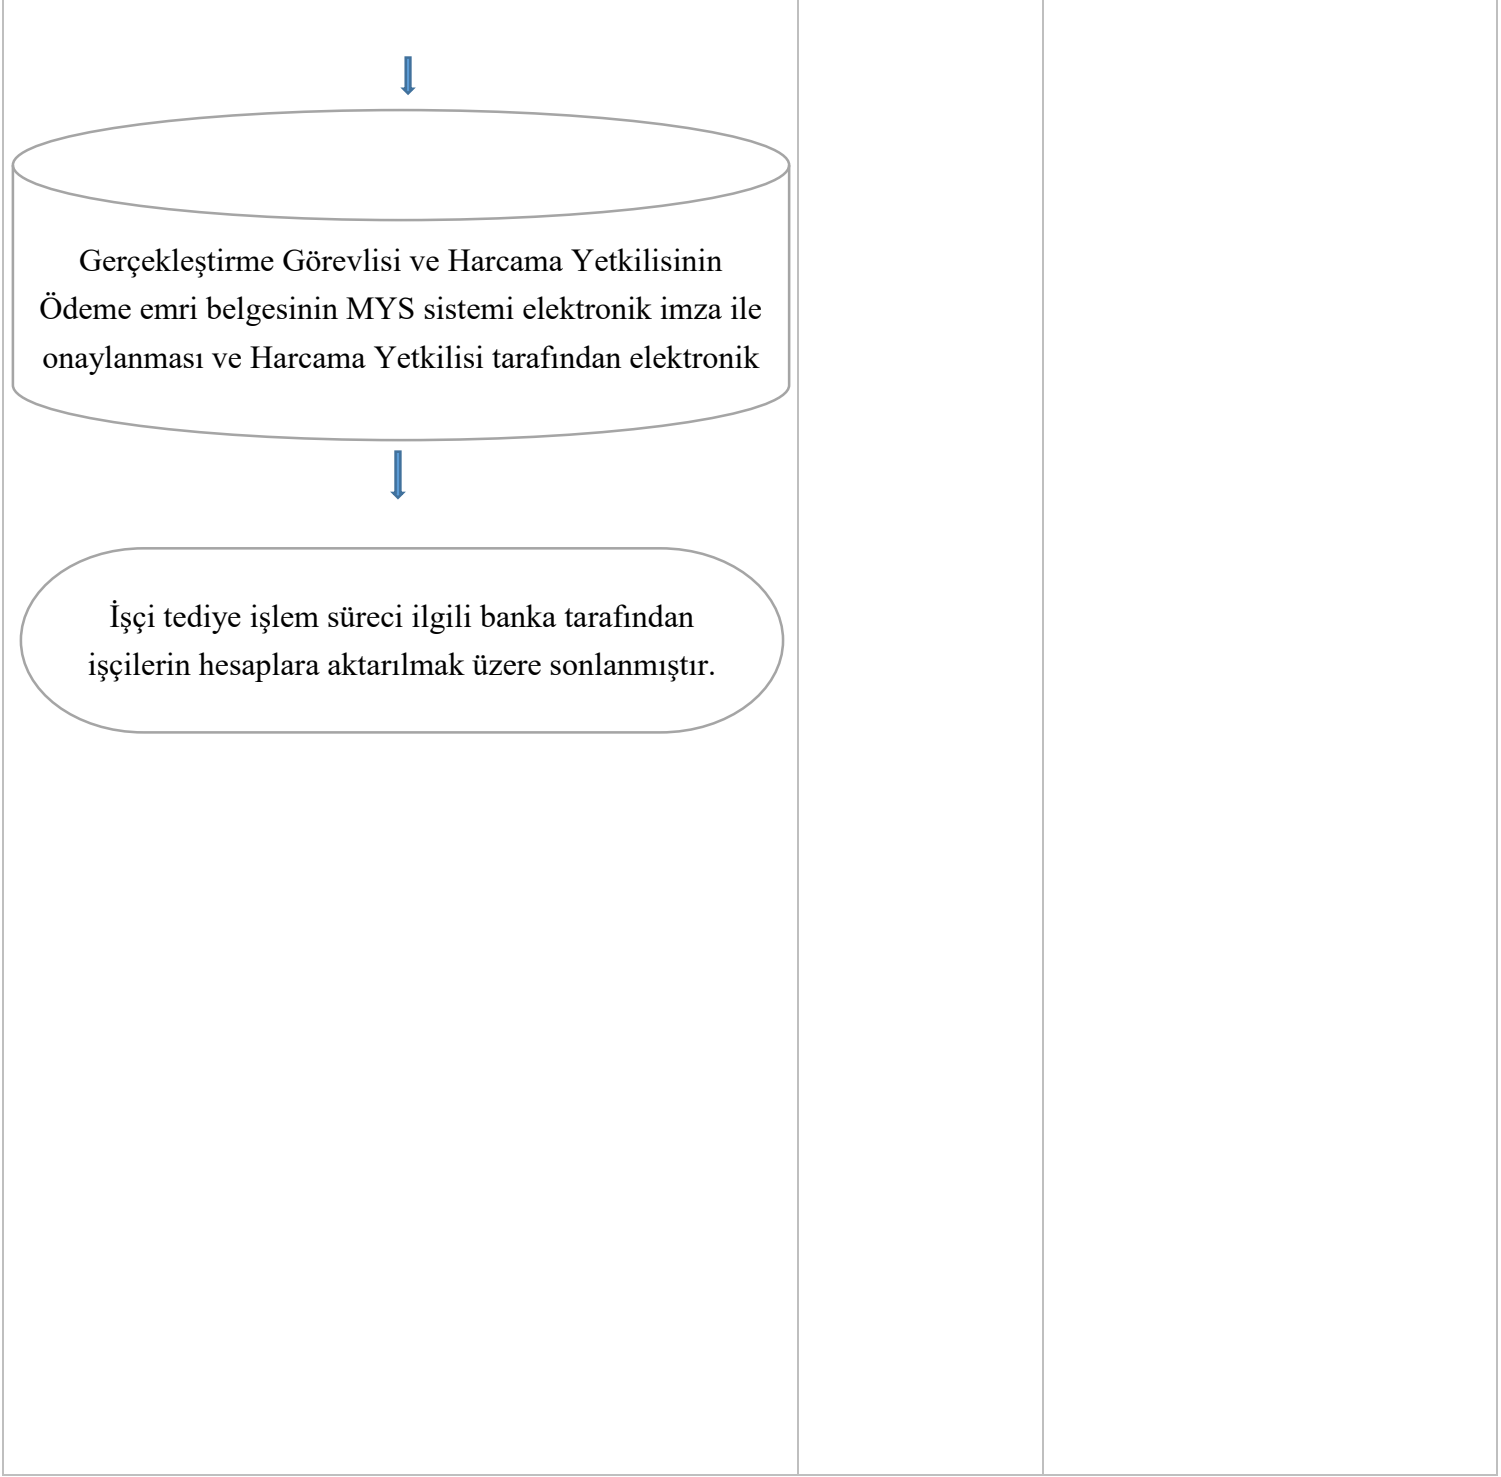 Gerçekleştirme Görevlisi ve Harcama Yetkilisinin
Ödeme emri belgesinin MYS sistemi elektronik imza ile
onaylanması ve Harcama Yetkilisi tarafından elektronik
İşçi tediye işlem süreci ilgili banka tarafından
işçilerin hesaplara aktarılmak üzere sonlanmıştır.